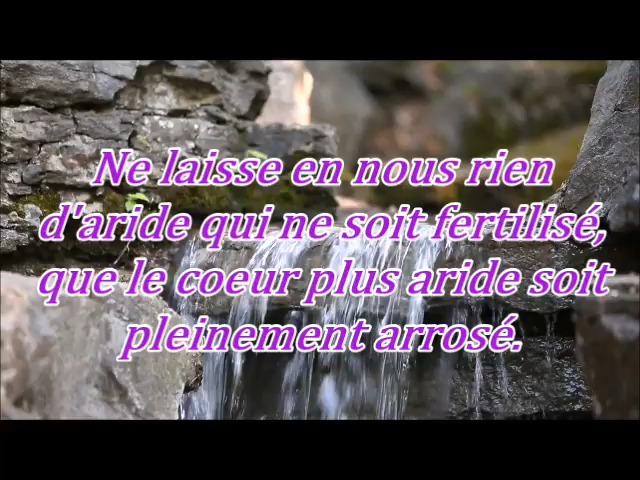 Ne laisse en nous rien
d'aride qui ne soit fertilisé,
que le coeur plus aride soit
pleinement arrosé.